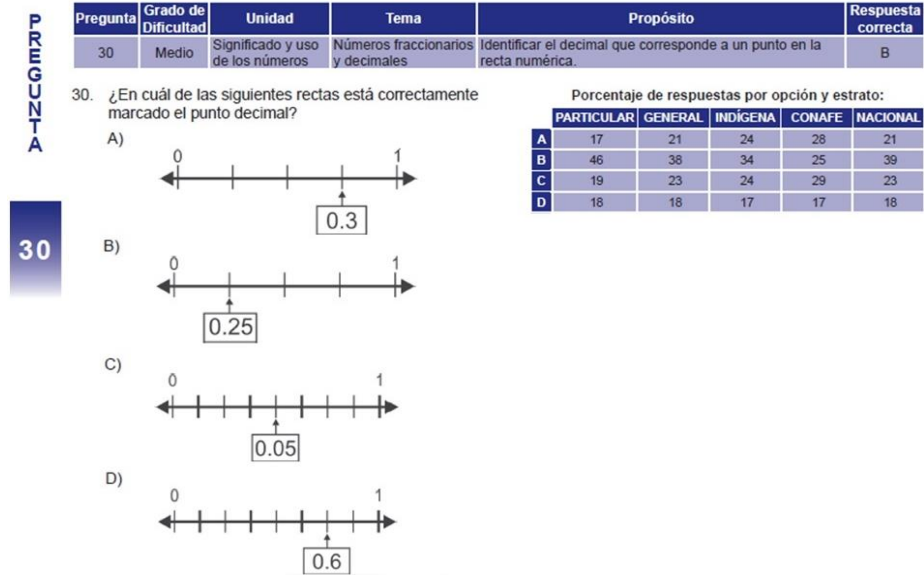 PREGUNTA
30
Pregunta Grado de Dificultad Unidad Tema Propósito Respuesta correcta
30 Medio Significado y uso de los números Números fraccionarios y decimales Identificar el decimal que corresponde a un punto en la recta numérica. B
30. ¿En cuál de las siguientes rectas está correctamente
marcado el punto decimal?
A)
0 1
0.3
B)
0 1
0.25
C)
0 1
0.05
D)
0 1
0.6
Porcentaje de respuestas por opción y estrato:
PARTICULAR GENERAL INDÍGENA CONAFE NACIONAL
A 17 21 24 28 21
B 46 38 34 25 39
C 19 23 24 29 23
D 18 18 17 17 18